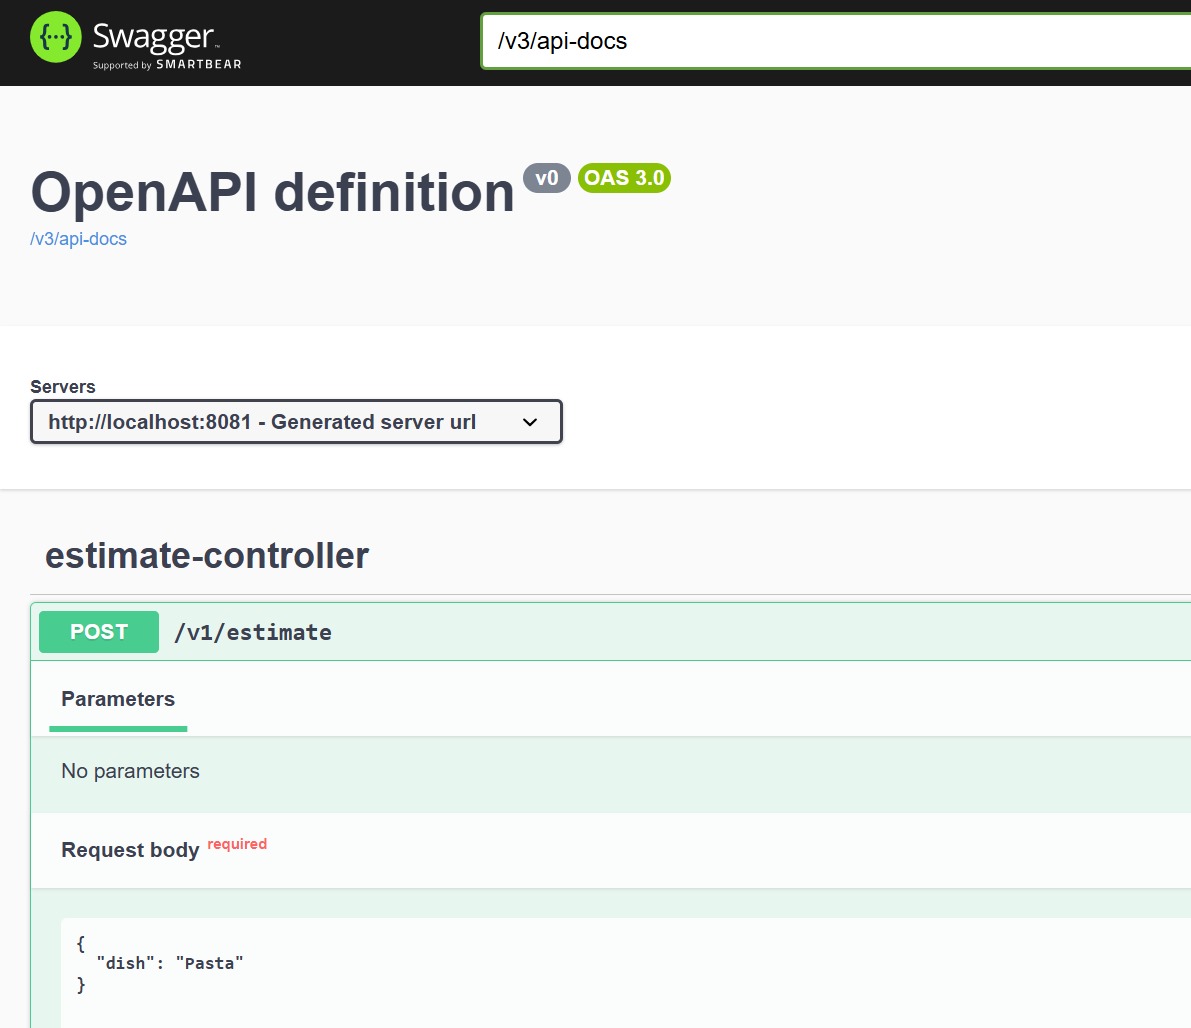 {...} Swagger™
Supported by SMARTBEAR
/v3/api-docs
OpenAPI definition v0 OAS 3.0
/v3/api-docs
Servers
http://localhost:8081 - Generated server url
estimate-controller
POST /v1/estimate
Parameters
No parameters
Request body required
{
  "dish": "Pasta"
}